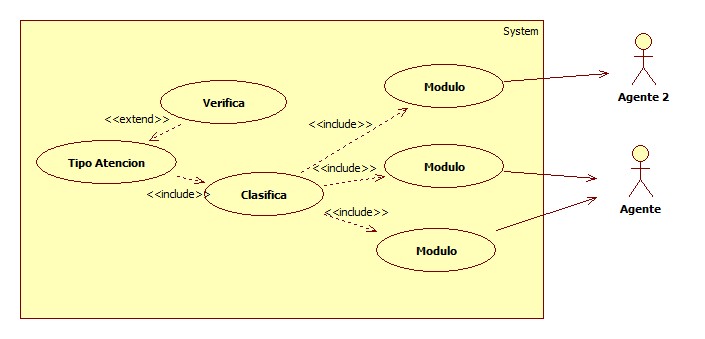 System
Modulo
Agente 2
Verifica
<<extend>>
<<include>>
Tipo Atencion
<<include>>
Modulo
<<include>>
Clasifica
Agente
<<include>>
Modulo